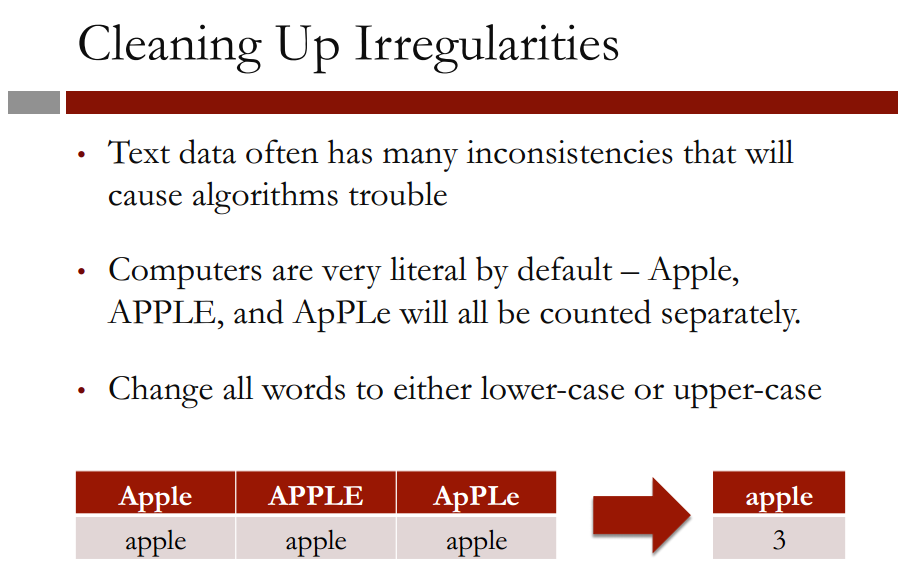 Cleaning Up Irregularities
• Text data often has many inconsistencies that will
cause algorithms trouble
• Computers are very literal by default – Apple,
APPLE, and ApPLe will all be counted separately.
• Change all words to either lower-case or upper-case
Apple APPLE ApPLe apple
apple apple apple 3